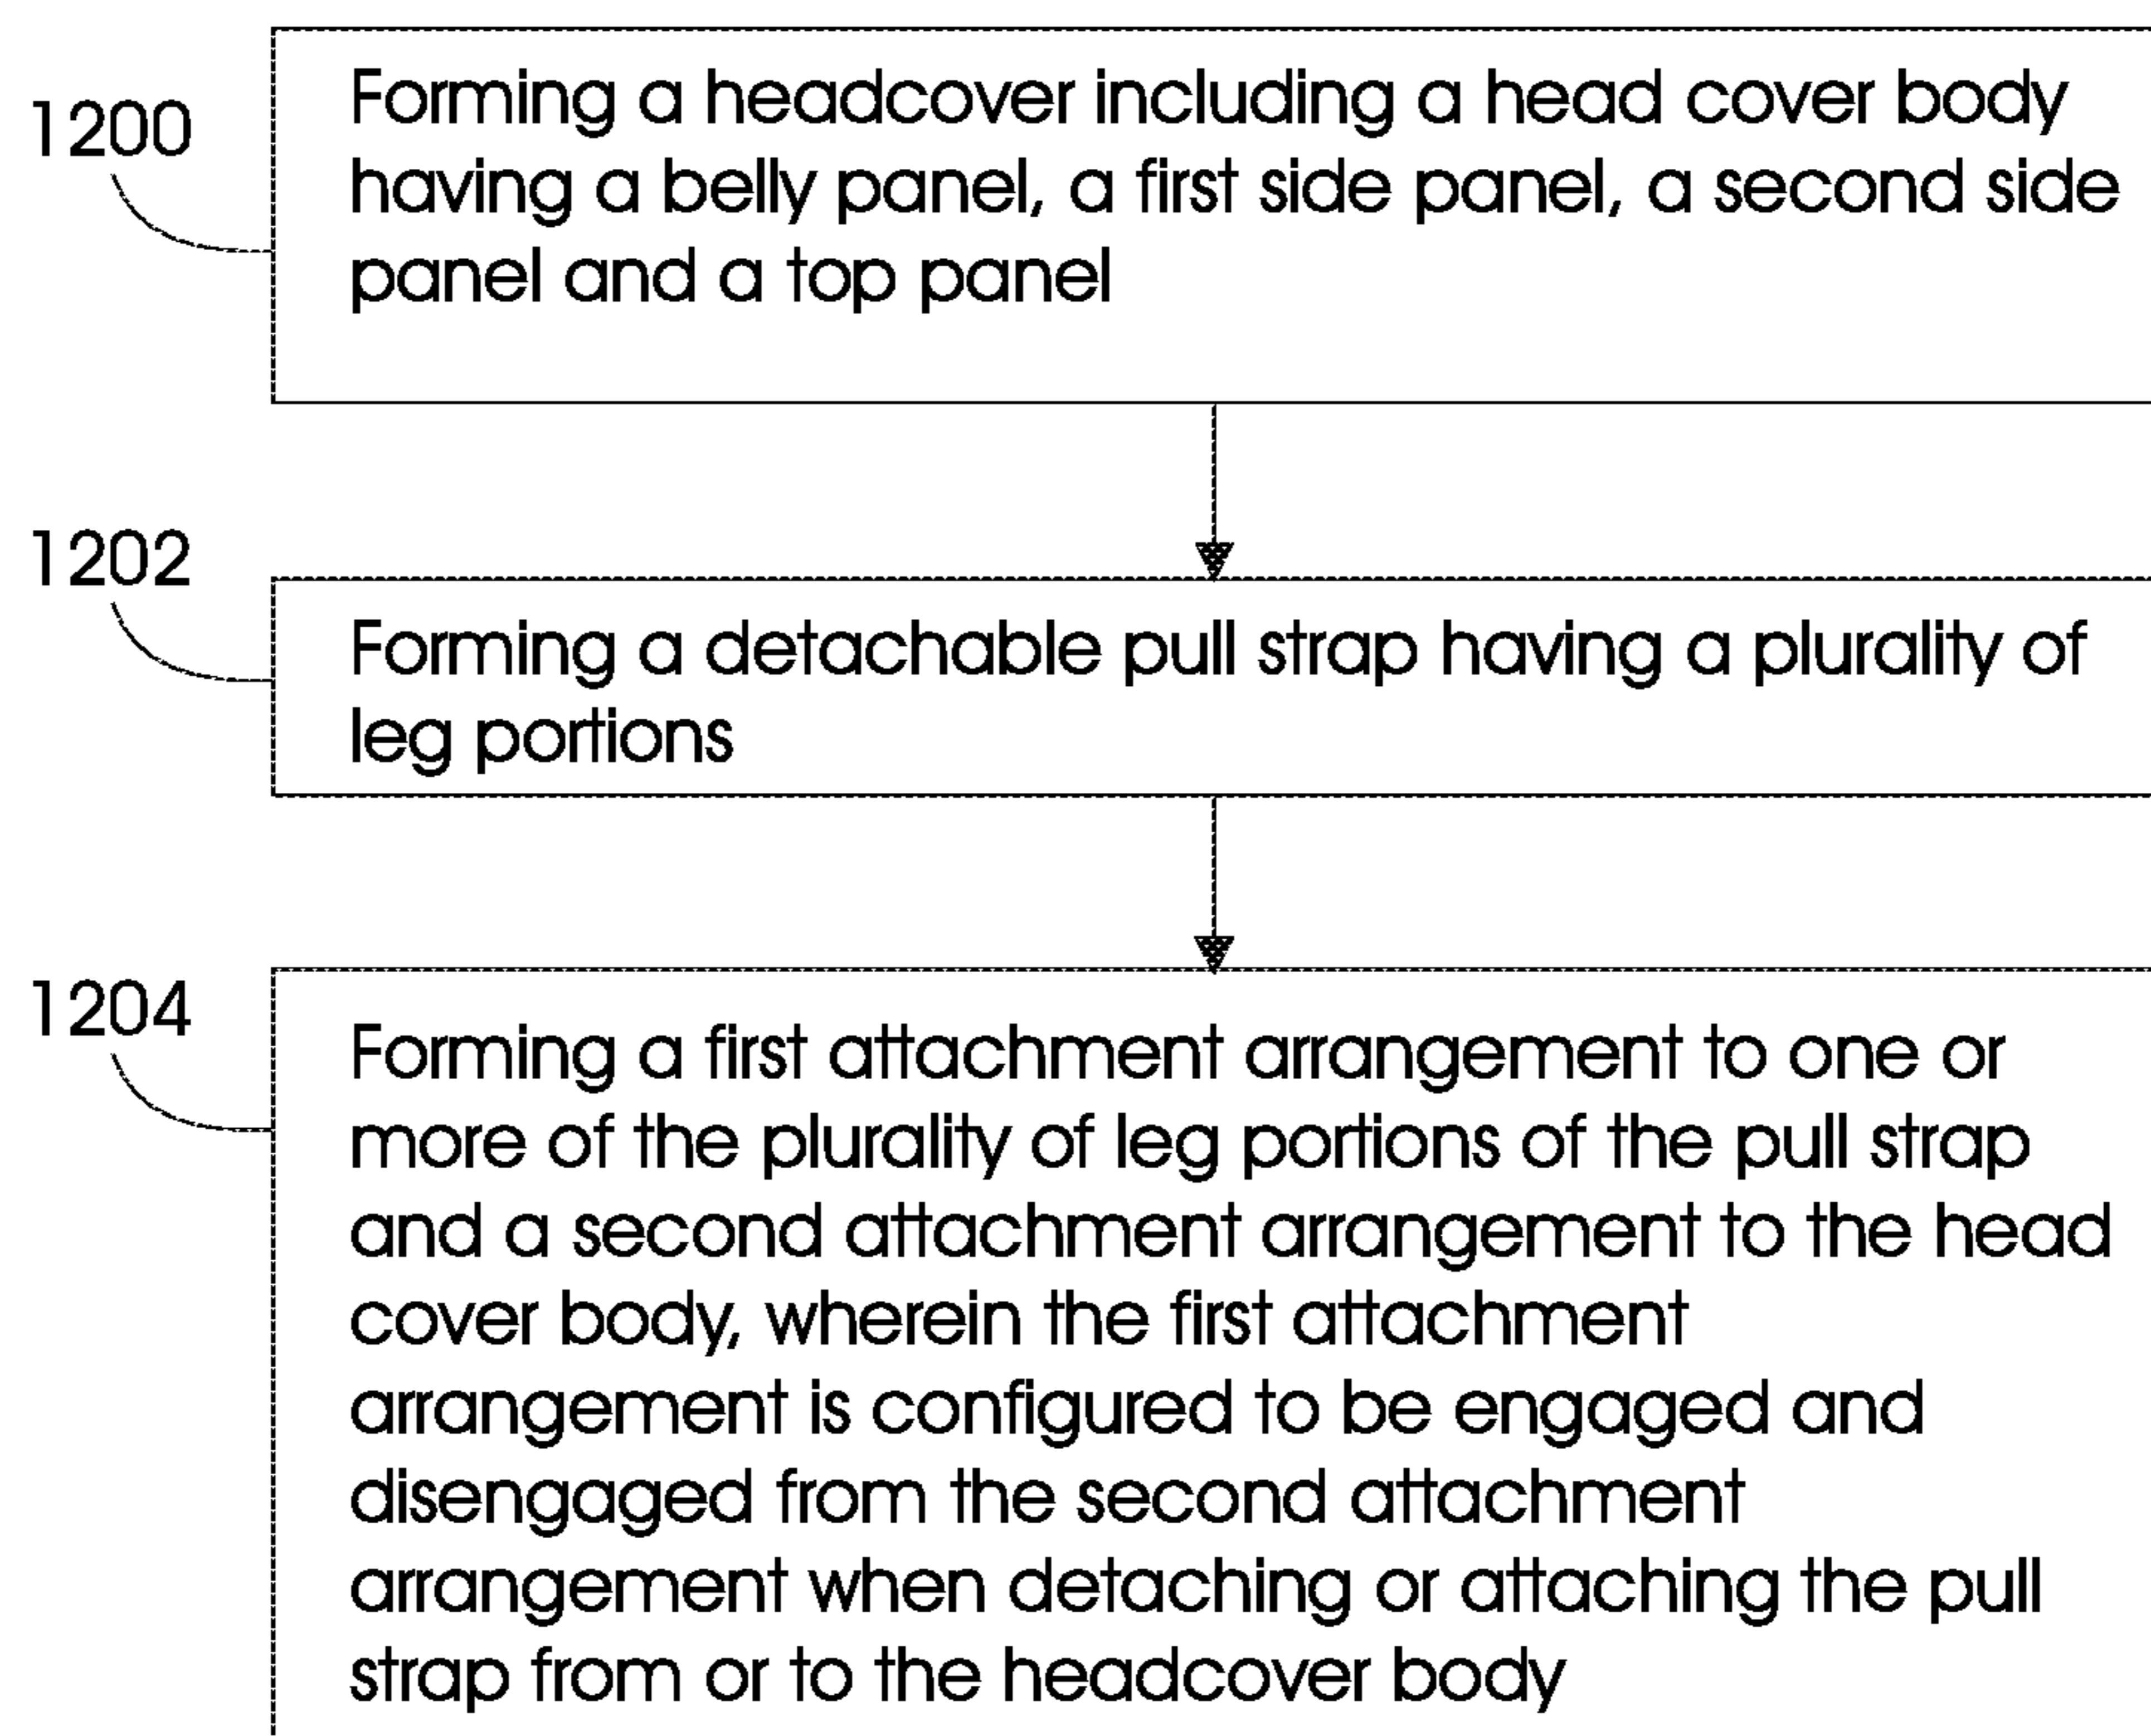 1200
Forming a headcover including a head cover body
having a belly panel, a first side panel, a second side
panel and a top panel
1202
Forming a detachable pull strap having a plurality of
leg portions
1204
Forming a first attachment arrangement to one or
more of the plurality of leg portions of the pull strap
and a second attachment arrangement to the head
cover body, wherein the first attachment
arrangement is configured to be engaged and
disengaged from the second attachment
arrangement when detaching or attaching the pull
strap from or to the headcover body